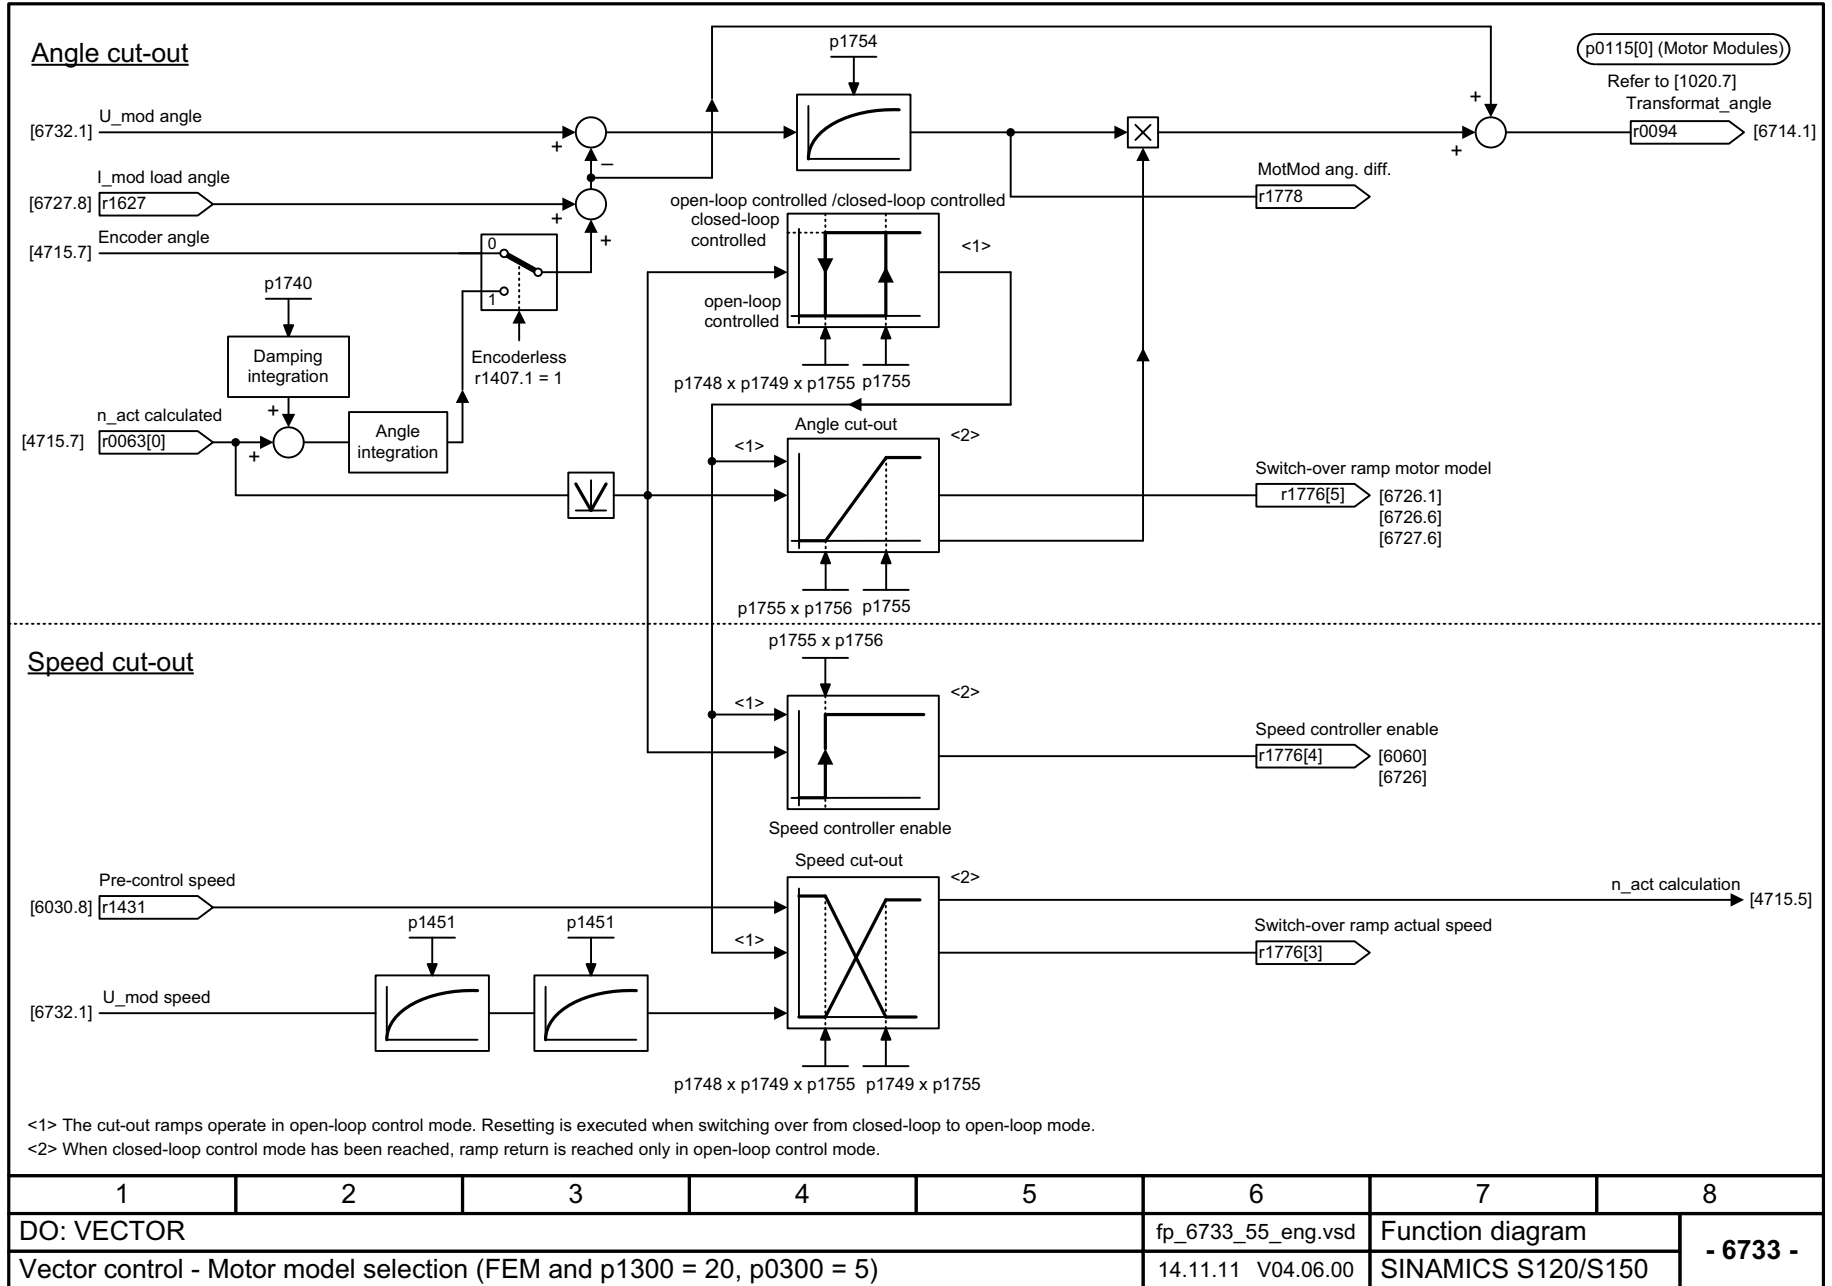 Angle cut-out
p1754
p0115[0] (Motor Modules)
Refer to [1020.7]
Transformat_angle
[6732.1]
U_mod angle
+
–
+
+
r0094
[6714.1]
I_mod load angle
[6727.8]
r1627
+
+
MotMod ang. diff.
r1778
Encoder angle
[4715.7]
0
1
open-loop controlled /closed-loop controlled
closed-loop
controlled
<1>
open-loop
controlled
p1740
Damping
integration
Encoderless
r1407.1 = 1
p1748 x p1749 x p1755
p1755
n_act calculated
[4715.7]
r0063[0]
+
+
Angle
integration
Angle cut-out
<1>
<2>
Switch-over ramp motor model
r1776[5]
[6726.1]
[6726.6]
[6727.6]
p1755 x p1756
p1755
Speed cut-out
p1755 x p1756
<1>
<2>
Speed controller enable
r1776[4]
[6060]
[6726]
Speed controller enable
Speed cut-out
Pre-control speed
[6030.8]
r1431
<2>
n_act calculation
[4715.5]
p1451
p1451
<1>
Switch-over ramp actual speed
r1776[3]
U_mod speed
[6732.1]
p1748 x p1749 x p1755
p1749 x p1755
<1> The cut-out ramps operate in open-loop control mode. Resetting is executed when switching over from closed-loop to open-loop mode.
<2> When closed-loop control mode has been reached, ramp return is reached only in open-loop control mode.
1 2 3 4 5 6 7 8
DO: VECTOR
fp_6733_55_eng.vsd
Function diagram
- 6733 -
Vector control - Motor model selection (FEM and p1300 = 20, p0300 = 5)
14.11.11 V04.06.00
SINAMICS S120/S150